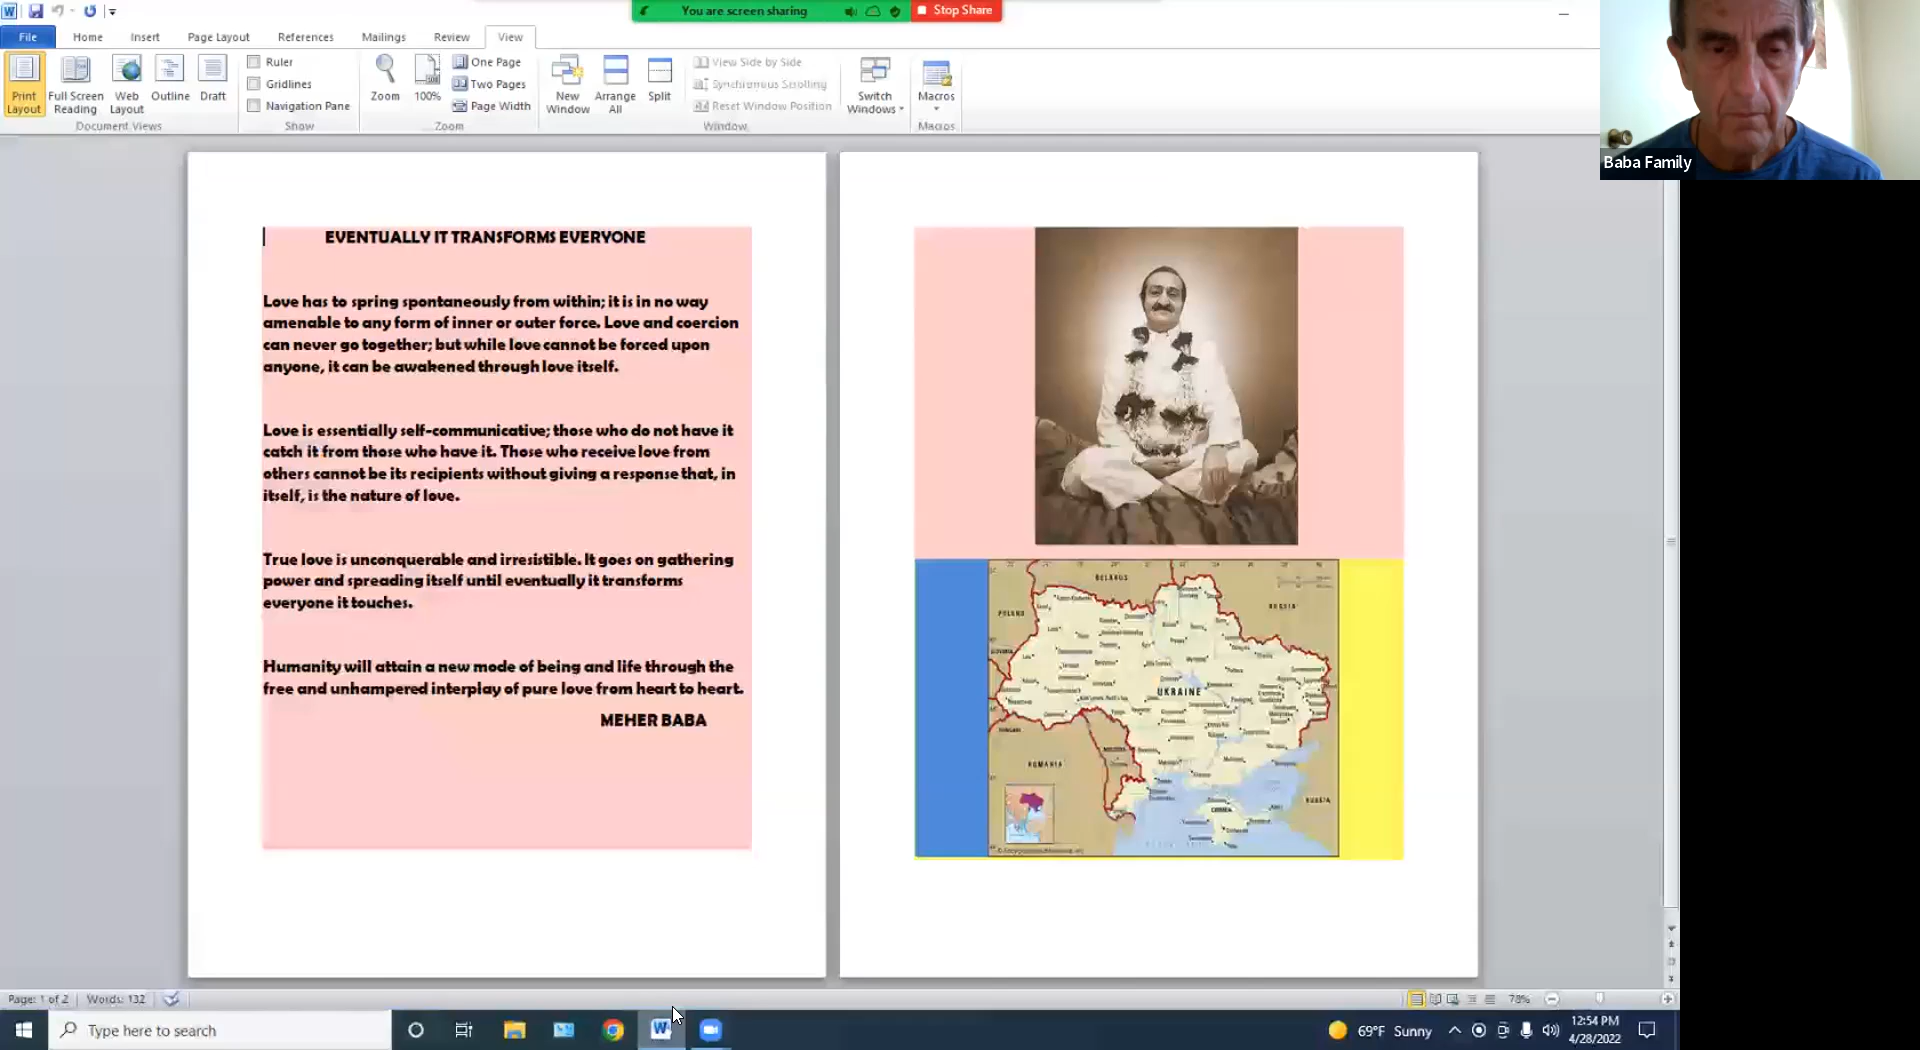 You are screen sharing
Stop Share
File
Home
Insert
Page Layout
References
Mailings
Review
View
Print Layout
Full Screen Reading
Web Layout
Outline
Draft
Document Views
Ruler
Gridlines
Navigation Pane
Show
Zoom
100%
One Page
Two Pages
Page Width
Zoom
New Window
Arrange All
Split
View Side by Side
Synchronous Scrolling
Reset Window Position
Window
Switch Windows
Macros
Macros
Baba Family
EVENTUALLY IT TRANSFORMS EVERYONE
Love has to spring spontaneously from within; it is in no way
amenable to any form of inner or outer force. Love and coercion
can never go together; but while love cannot be forced upon
anyone, it can be awakened through love itself.
Love is essentially self-communicative; those who do not have it
catch it from those who have it. Those who receive love from
others cannot be its recipients without giving a response that, in
itself, is the nature of love.
True love is unconquerable and irresistible. It goes on gathering
power and spreading itself until eventually it transforms
everyone it touches.
Humanity will attain a new mode of being and life through the
free and unhampered interplay of pure love from heart to heart.
MEHER BABA
BELARUS
POLAND
RUSSIA
UKRAINE
MOLDOVA
ROMANIA
RUSSIA
CRIMEA
Page: 1 of 2
Words: 132
78%
Type here to search
69°F Sunny
12:54 PM
4/28/2022